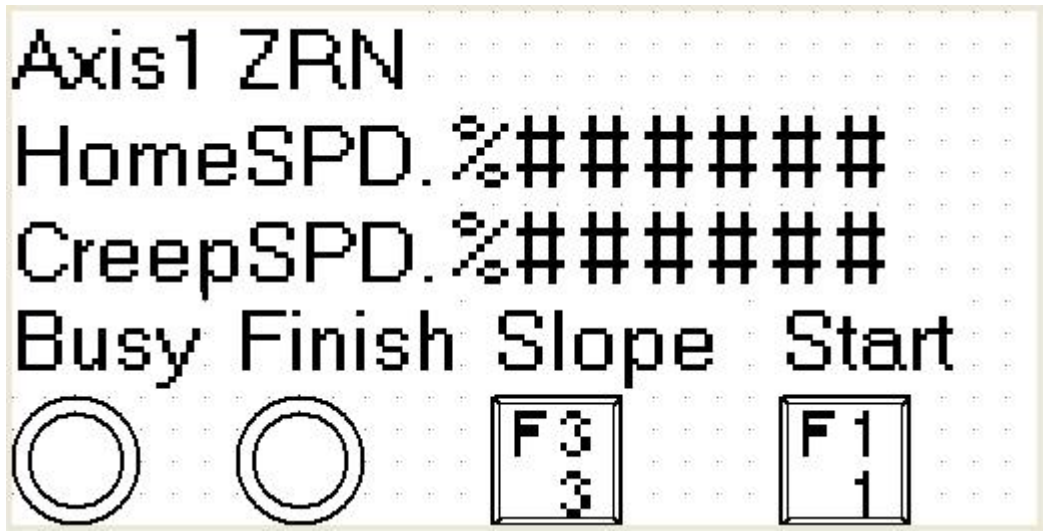 Axis1 ZRN
HomeSPD.%######
CreepSPD.%######
Busy Finish Slope Start
F3 F1
3 1